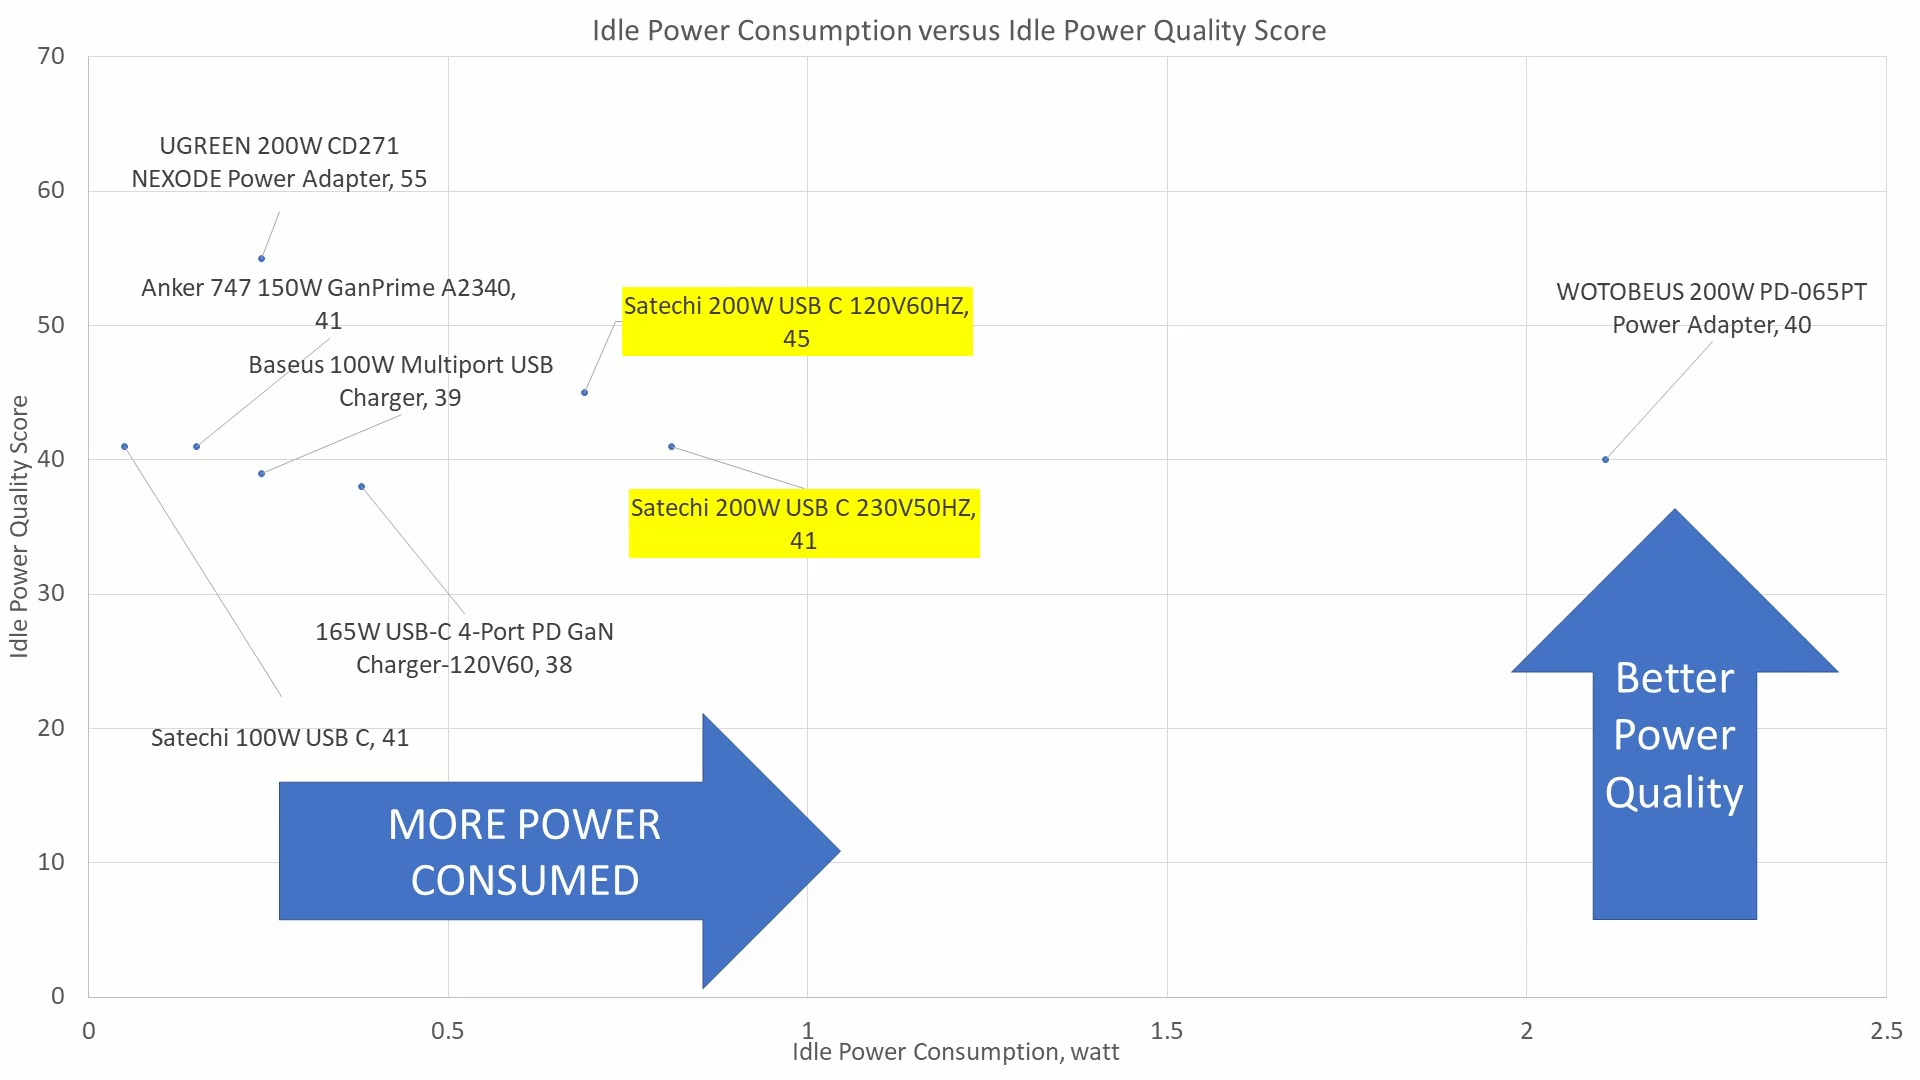 Idle Power Consumption versus Idle Power Quality Score
70
60
50
40
30
20
10
0
Idle Power Quality Score
UGREEN 200W CD271
NEXODE Power Adapter, 55
Anker 747 150W GanPrime A2340,
41
Baseus 100W Multiport USB
Charger, 39
Satechi 200W USB C 120V60HZ,
45
WOTOBEUS 200W PD-065PT
Power Adapter, 40
Satechi 200W USB C 230V50HZ,
41
165W USB-C 4-Port PD GaN
Charger-120V60, 38
Satechi 100W USB C, 41
MORE POWER
CONSUMED
Better
Power
Quality
0
0.5
1
1.5
2
2.5
Idle Power Consumption, watt